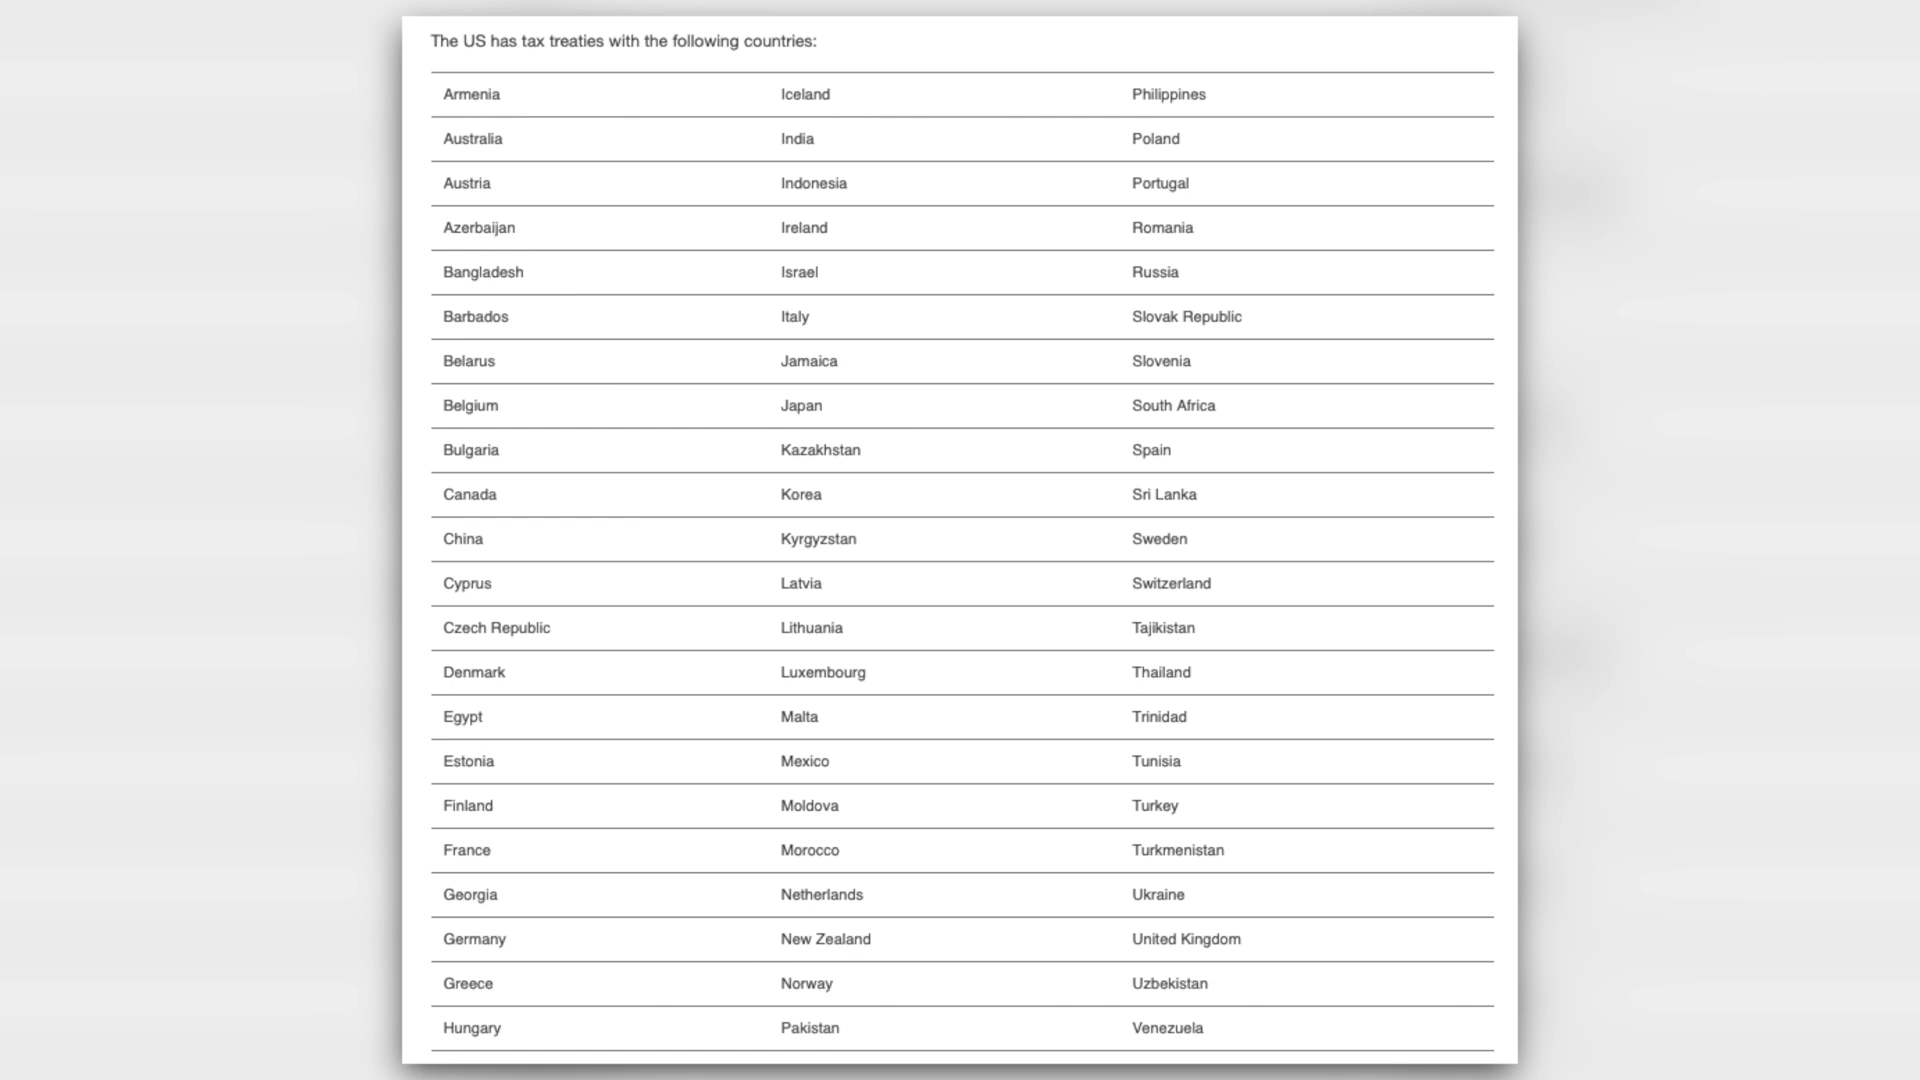 The US has tax treaties with the following countries:
Armenia Iceland Philippines
Australia India Poland
Austria Indonesia Portugal
Azerbaijan Ireland Romania
Bangladesh Israel Russia
Barbados Italy Slovak Republic
Belarus Jamaica Slovenia
Belgium Japan South Africa
Bulgaria Kazakhstan Spain
Canada Korea Sri Lanka
China Kyrgyzstan Sweden
Cyprus Latvia Switzerland
Czech Republic Lithuania Tajikistan
Denmark Luxembourg Thailand
Egypt Malta Trinidad
Estonia Mexico Tunisia
Finland Moldova Turkey
France Morocco Turkmenistan
Georgia Netherlands Ukraine
Germany New Zealand United Kingdom
Greece Norway Uzbekistan
Hungary Pakistan Venezuela